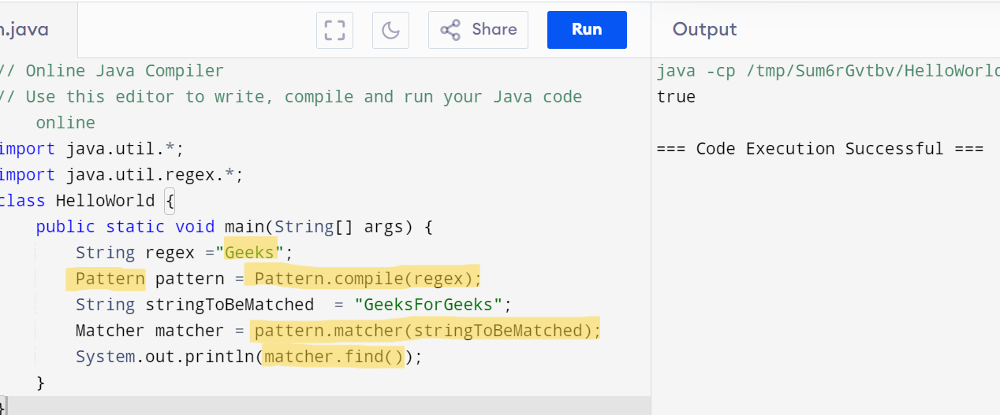 n.java
Share
Run
Output
// Online Java Compiler
// Use this editor to write, compile and run your Java code
online
import java.util.*;
import java.util.regex.*;
class HelloWorld {
public static void main(String[] args) {
String regex ="Geeks";
Pattern pattern = Pattern.compile(regex);
String stringToBeMatched  = "GeeksForGeeks";
Matcher matcher = pattern.matcher(stringToBeMatched);
System.out.println(matcher.find());
}
}
java -cp /tmp/Sum6rGvtbv/HelloWorld
true
=== Code Execution Successful ===